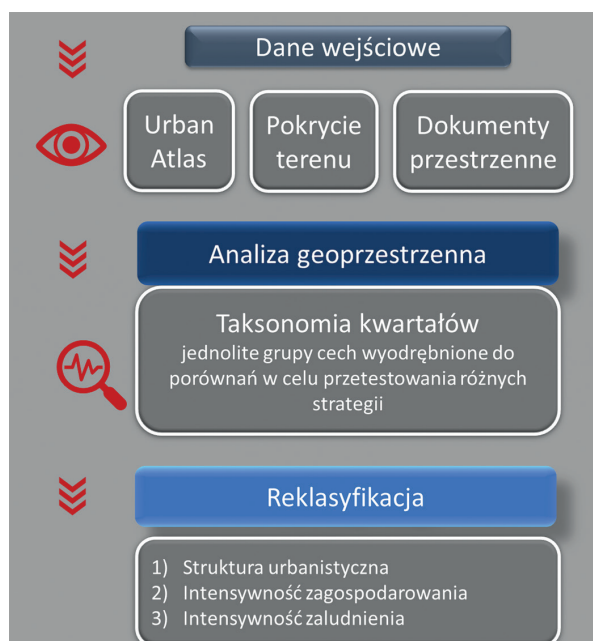 Dane wejściowe
Urban
Atlas
Pokrycie
terenu
Dokumenty
przestrzenne
Analiza geoprzestrzenna
Taksonomia kwartałów
jednolite grupy cech wyodrębnione do
porównań w celu przetestowania różnych
strategii
Reklasyfikacja
1) Struktura urbanistyczna
2) Intensywność zagospodarowania
3) Intensywność zaludnienia